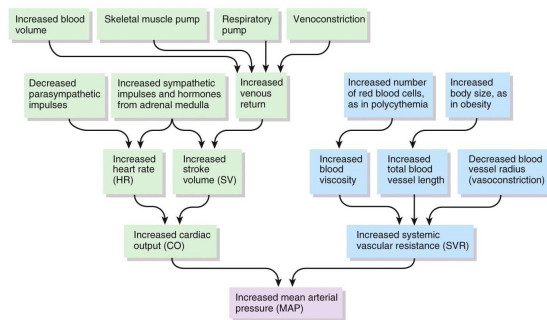 Increased blood
volume
Skeletal muscle pump
Respiratory
pump
Venoconstriction
Decreased
parasympathetic
impulses
Increased sympathetic
impulses and hormones
from adrenal medulla
Increased
venous
return
Increased number
of red blood cells,
as in polycythemia
Increased
body size, as
in obesity
Increased
heart rate
(HR)
Increased
stroke
volume (SV)
Increased
blood
viscosity
Increased
total blood
vessel length
Decreased blood
vessel radius
(vasoconstriction)
Increased cardiac
output (CO)
Increased systemic
vascular resistance (SVR)
Increased mean arterial
pressure (MAP)